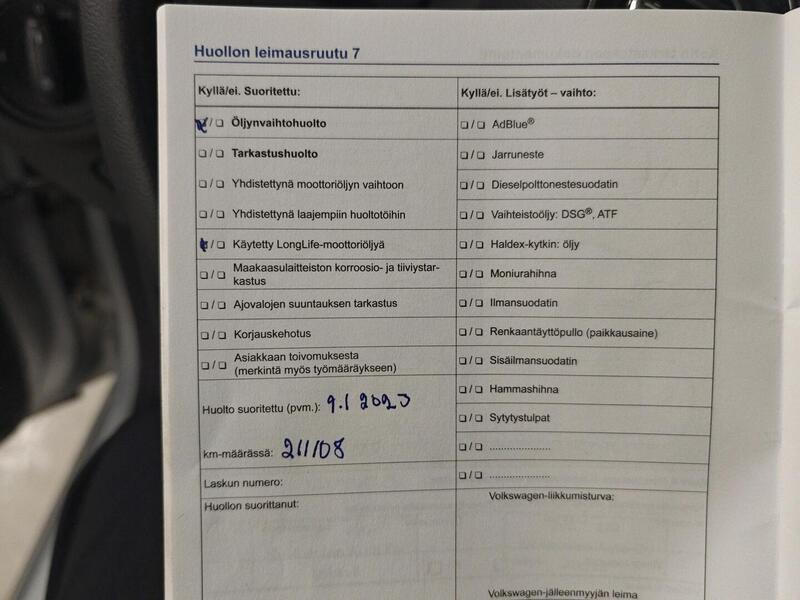 Huollon leimausruutu 7
Kyllä/ei. Suoritettu:
Öljynvaihtohuolto
Tarkastushuolto
Yhdistettynä moottoriöljyn vaihtoon
Yhdistettynä laajempiin huoltotöihin
Käytetty LongLife-moottoriöljyä
Maakaasulaitteiston korroosio- ja tiiviystar-
kastus
Ajovalojen suuntauksen tarkastus
Korjauskehotus
Asiakkaan toivomuksesta
(merkintä myös työmääräykseen)
Huolto suoritettu (pvm.): 9.1 2023
km-määrässä: 211108
Laskun numero:
Huollon suorittanut:
Kyllä/ei. Lisätyöt – vaihto:
AdBlue®
Jarruneste
Dieselpolttonestesuodatin
Vaihteistoöljy: DSG®, ATF
Haldex-kytkin: öljy
Moniurahihna
Ilmansuodatin
Renkaantäyttöpullo (paikkausaine)
Sisäilmansuodatin
Hammashihna
Sytytystulpat
Volkswagen-liikkumisturva:
Volkswagen-jälleenmyyjän leima